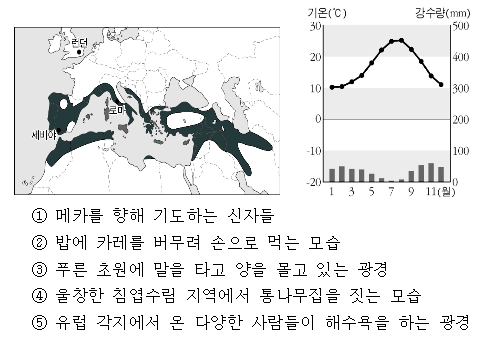 기온(℃) 강수량(mm)
런던
로마
세비야
30 500
20 400
10 300
0 200
10 100
20 0
1 3 5 7 9 11(월)
① 메카를 향해 기도하는 신자들
② 밥에 카레를 버무려 손으로 먹는 모습
③ 푸른 초원에 말을 타고 양을 몰고 있는 광경
④ 울창한 침엽수림 지역에서 통나무집을 짓는 모습
⑤ 유럽 각지에서 온 다양한 사람들이 해수욕을 하는 광경